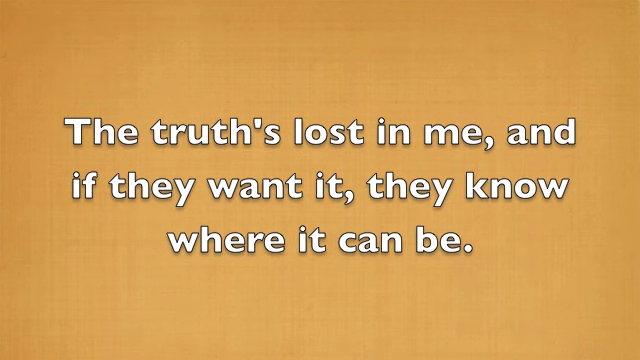 The truth's lost in me, and
if they want it, they know
where it can be.